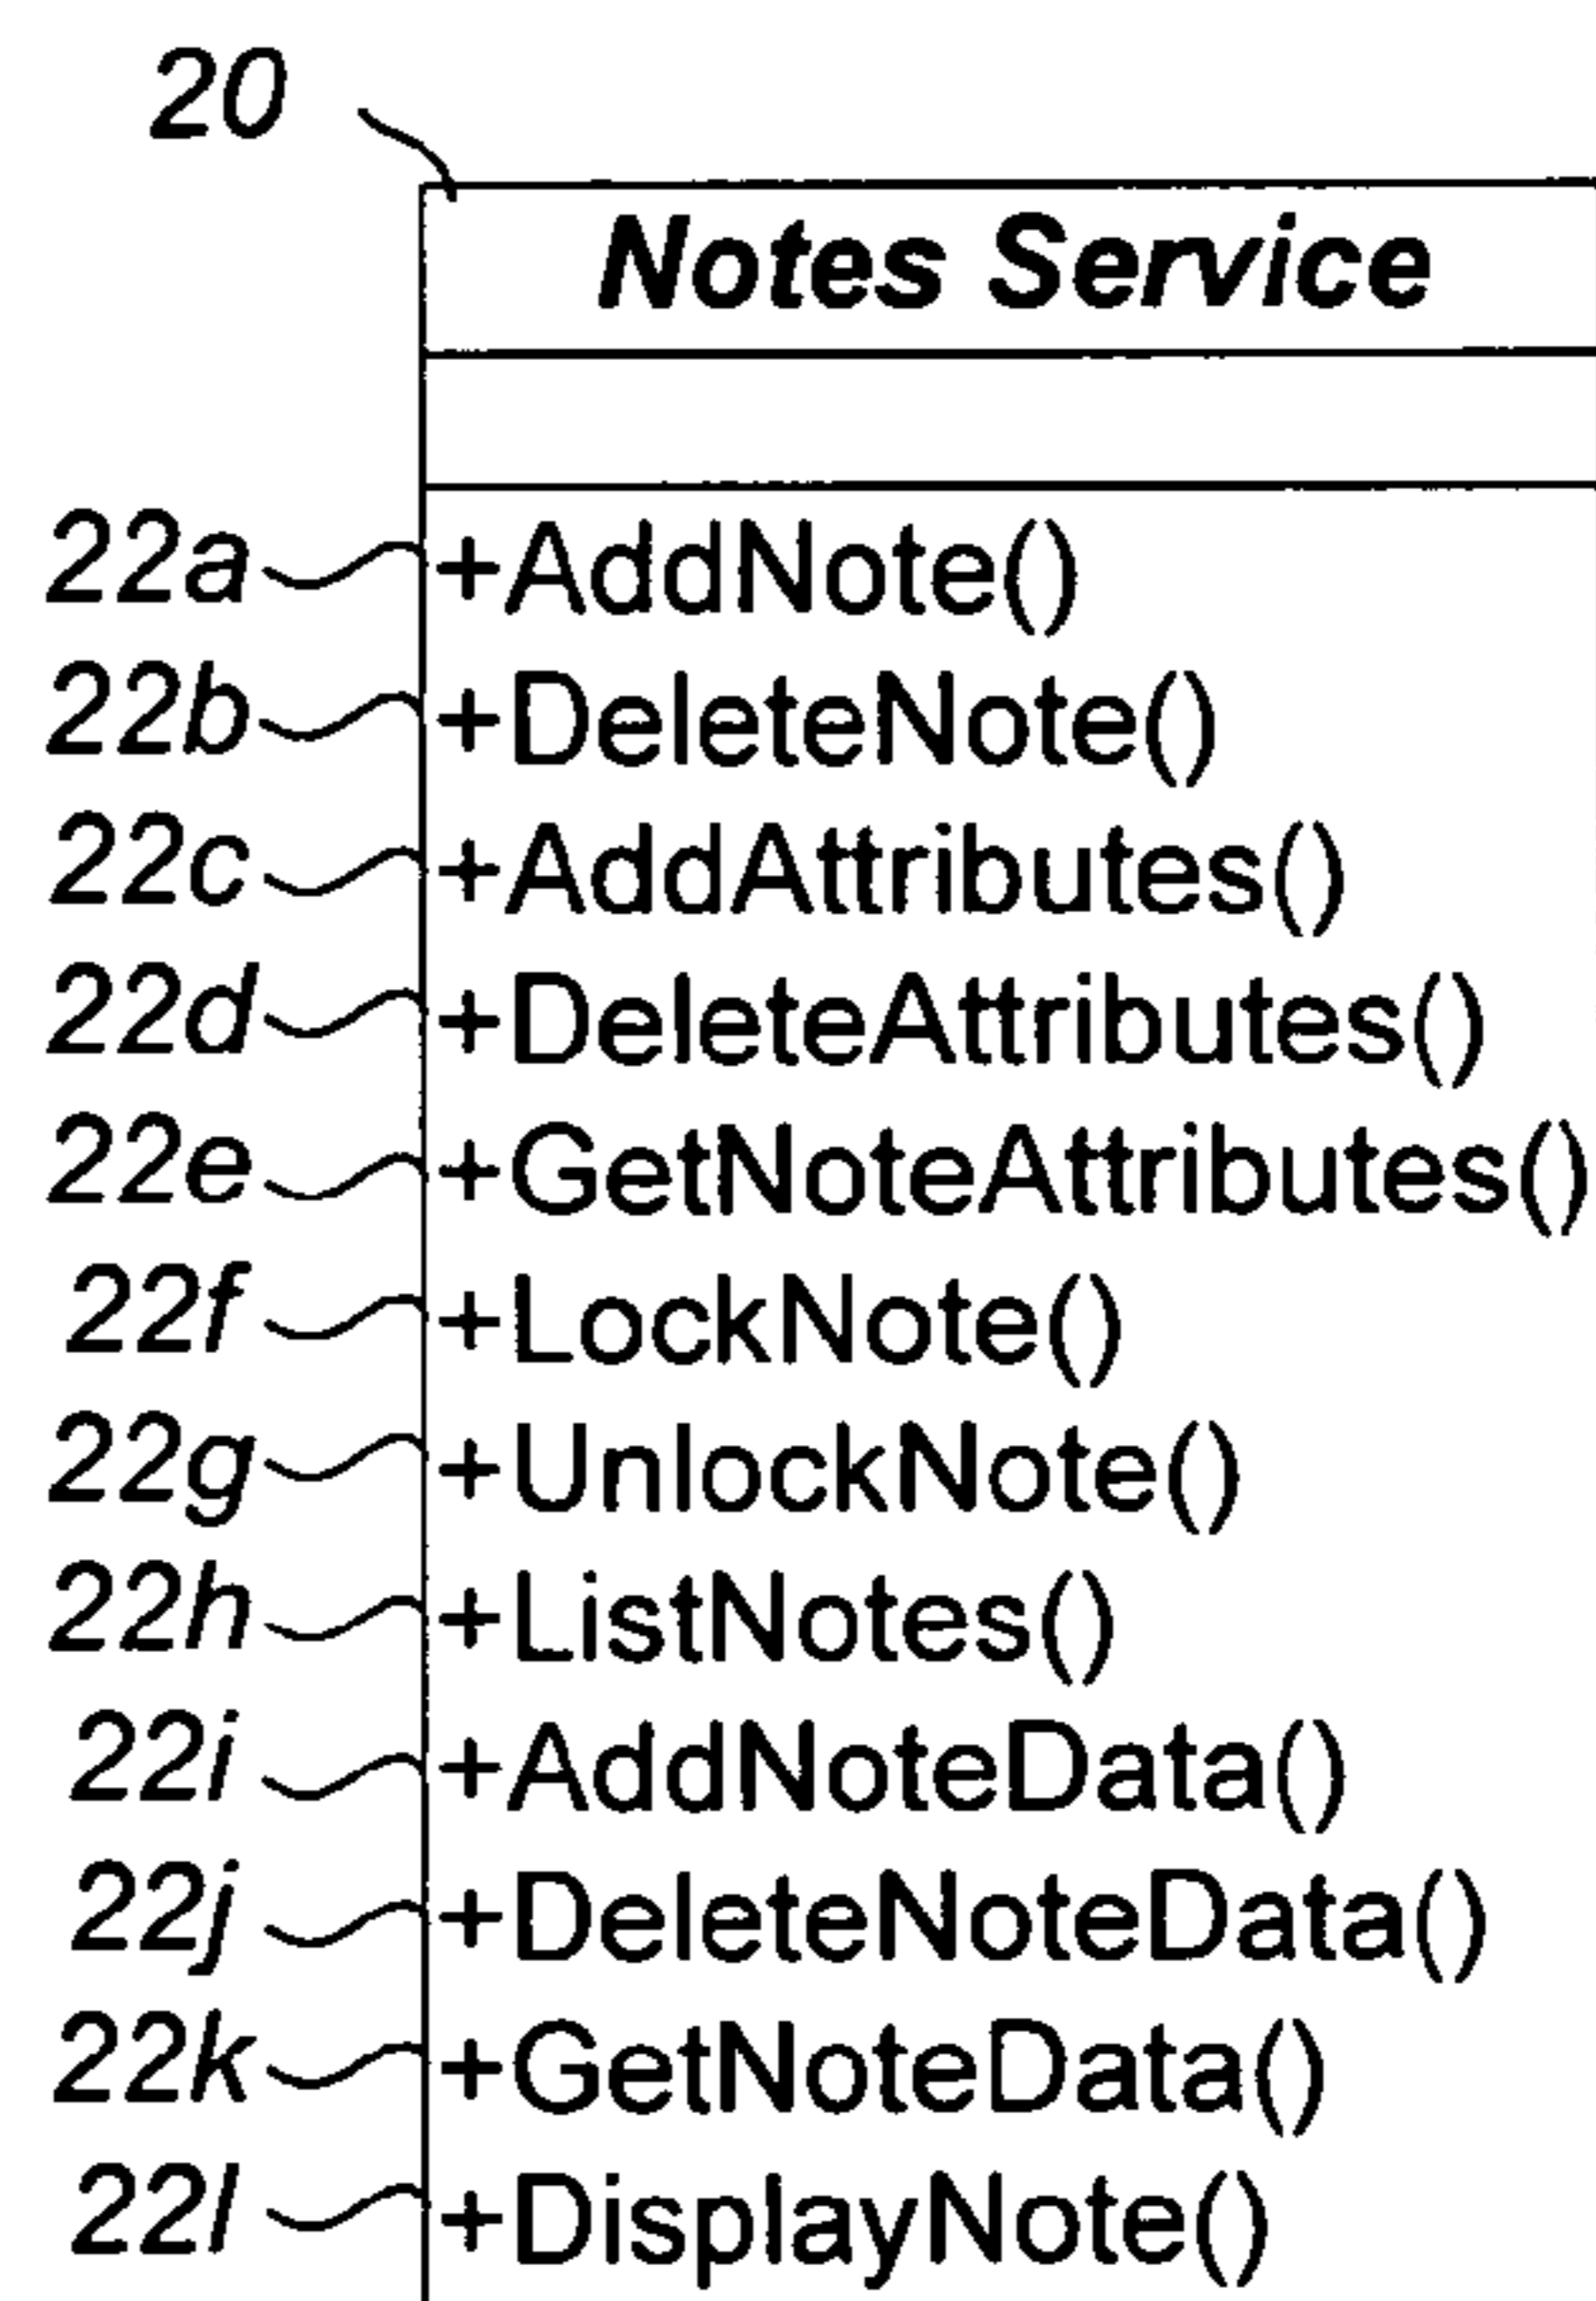 20
Notes Service
22a +AddNote()
22b +DeleteNote()
22c +AddAttributes()
22d +DeleteAttributes()
22e +GetNoteAttributes()
22f +LockNote()
22g +UnlockNote()
22h +ListNotes()
22i +AddNoteData()
22j +DeleteNoteData()
22k +GetNoteData()
22l +DisplayNote()